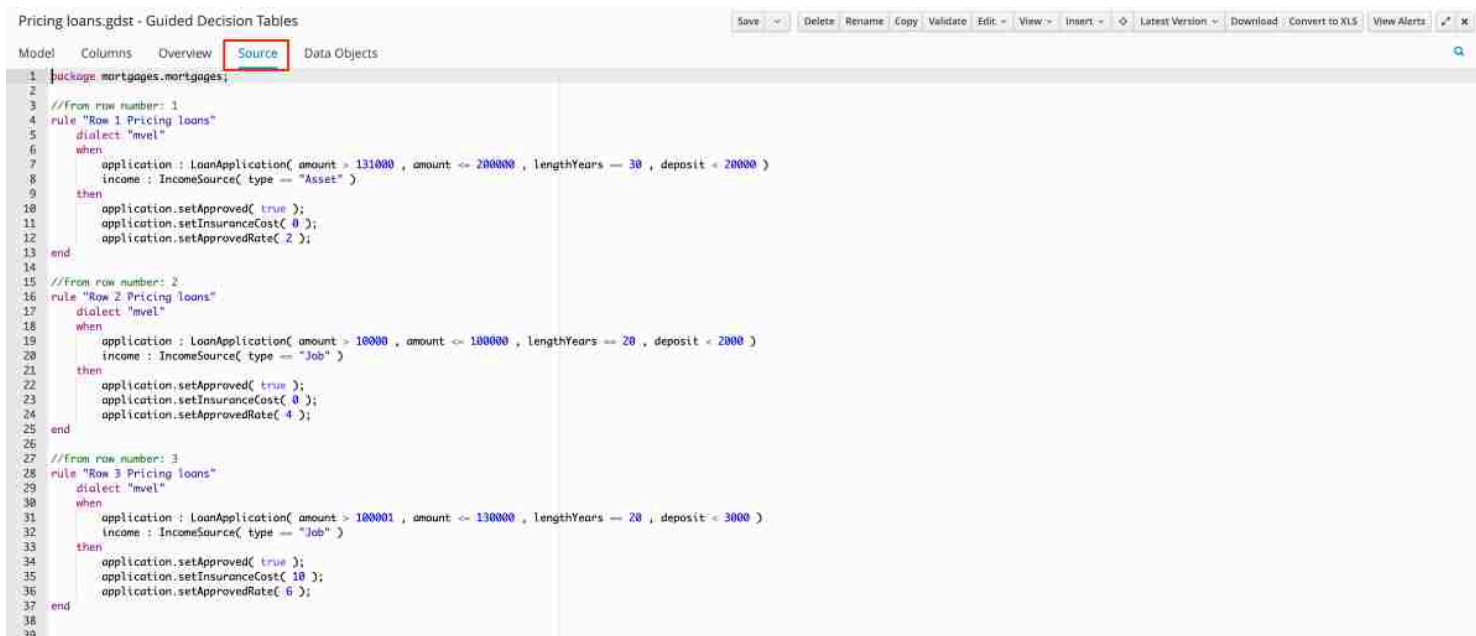 Pricing loans.gdst - Guided Decision Tables
Save Delete Rename Copy Validate Edit View Insert Latest Version Download Convert to XLS View Alerts
Model Columns Overview Source Data Objects
1 package mortgages.mortgages;
2
3 //from row number: 1
4 rule "Row 1 Pricing loans"
5 dialect "mvel"
6 when
7 application : LoanApplication( amount > 131000 , amount <= 200000 , lengthYears == 30 , deposit < 20000 )
8 income : IncomeSource( type == "Asset" )
9 then
10 application.setApproved( true );
11 application.setInsuranceCost( 0 );
12 application.setApprovedRate( 2 );
13 end
14
15 //from row number: 2
16 rule "Row 2 Pricing loans"
17 dialect "mvel"
18 when
19 application : LoanApplication( amount > 10000 , amount <= 100000 , lengthYears == 20 , deposit < 2000 )
20 income : IncomeSource( type == "Job" )
21 then
22 application.setApproved( true );
23 application.setInsuranceCost( 0 );
24 application.setApprovedRate( 4 );
25 end
26
27 //from row number: 3
28 rule "Row 3 Pricing loans"
29 dialect "mvel"
30 when
31 application : LoanApplication( amount > 100001 , amount <= 130000 , lengthYears == 20 , deposit < 3000 )
32 income : IncomeSource( type == "Job" )
33 then
34 application.setApproved( true );
35 application.setInsuranceCost( 10 );
36 application.setApprovedRate( 6 );
37 end
38
39